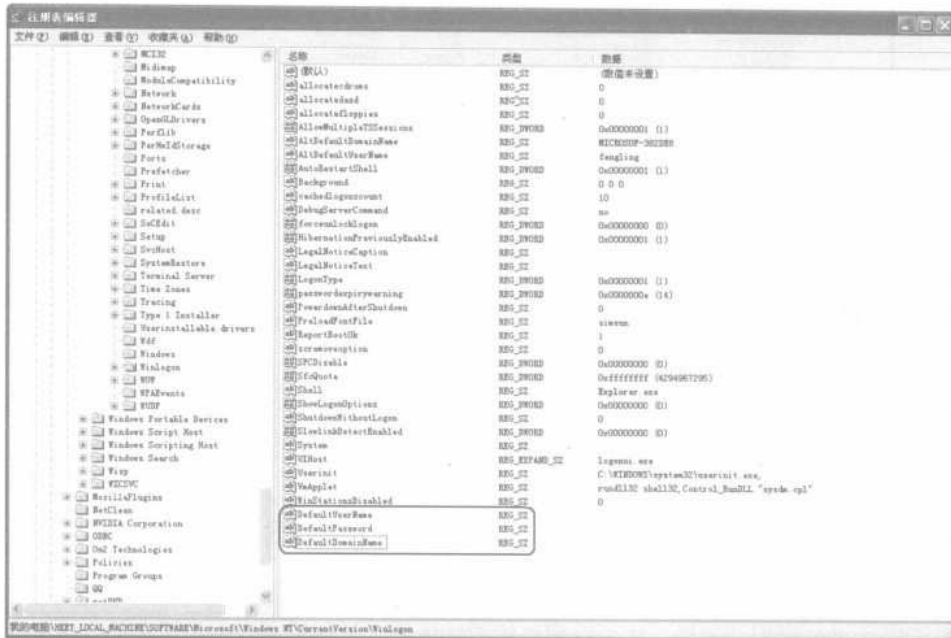 注册表编辑器
文件(F) 编辑(E) 查看(V) 收藏夹(A) 帮助(H)
MCI32
Midimap
ModuleCompatibility
Network
NetworkCards
OpenGLDrivers
Perflib
PerHwIdStorage
Ports
Prefetcher
Print
ProfileList
related.desc
SeCEdit
Setup
SvcHost
SystemRestore
Terminal Server
Time Zones
Tracing
Type 1 Installer
Userinstallable drivers
Wdf
Windows
Winlogon
WOW
WPAEvents
WUDF
Windows Portable Devices
Windows Script Host
Windows Scripting Host
Windows Search
Wisp
WZCSVC
MozillaPlugins
NetClean
NVIDIA Corporation
ODBC
On2 Technologies
Policies
Program Groups
QQ
名称 类型 数据
(默认) REG_SZ (数值未设置)
allocatecdroms REG_SZ 0
allocatedasd REG_SZ 0
allocatefloppies REG_SZ 0
AllowMultipleTSSessions REG_DWORD 0x00000001 (1)
AltDefaultDomainName REG_SZ
AltDefaultUserName REG_SZ fengling
AutoRestartShell REG_DWORD 0x00000001 (1)
Background REG_SZ 0 0 0
cachedlogonscount REG_SZ 10
DebugServerCommand REG_SZ no
forceunlocklogon REG_DWORD 0x00000000 (0)
HibernationPreviouslyEnabled REG_DWORD 0x00000001 (1)
LegalNoticeCaption REG_SZ
LegalNoticeText REG_SZ
LogonType REG_DWORD 0x00000001 (1)
passwordexpirywarning REG_DWORD 0x0000000e (14)
PowerdownAfterShutdown REG_SZ 0
PreloadFontFile REG_SZ simsun
ReportBootOk REG_SZ 1
scremoveoption REG_SZ 0
SFCDisable REG_DWORD 0x00000000 (0)
SfcQuota REG_DWORD 0xffffffff (4294967295)
Shell REG_SZ Explorer.exe
ShowLogonOptions REG_DWORD 0x00000000 (0)
ShutdownWithoutLogon REG_SZ 0
SlowLinkDetectEnabled REG_DWORD 0x00000000 (0)
System REG_SZ
UIHost REG_EXPAND_SZ logonui.exe
Userinit REG_SZ C:\WINDOWS\system32\userinit.exe,
VmApplet REG_SZ rundll32 shell32,Control_RunDLL "sysdm.cpl"
WinStationsDisabled REG_SZ 0
DefaultUserName REG_SZ
DefaultPassword REG_SZ
DefaultDomainName REG_SZ
我的电脑\HKEY_LOCAL_MACHINE\SOFTWARE\Microsoft\Windows NT\CurrentVersion\Winlogon